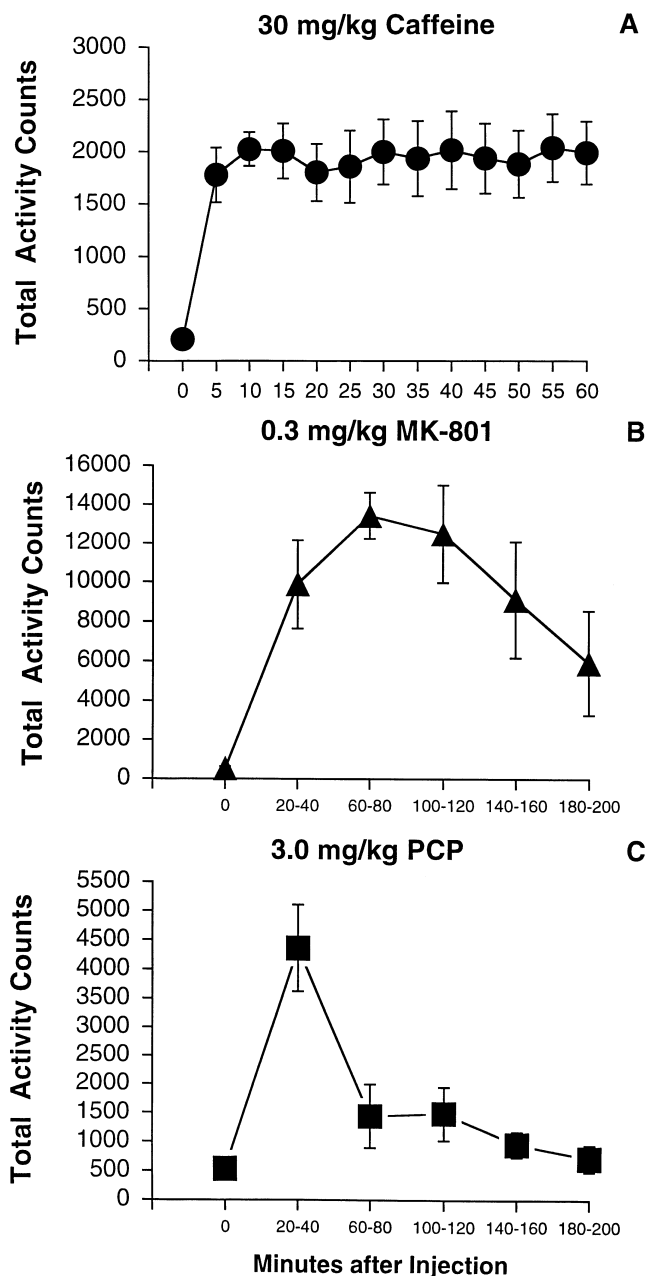 30 mg/kg Caffeine
A
Total Activity Counts
3000
2500
2000
1500
1000
500
0
0 5 10 15 20 25 30 35 40 45 50 55 60
0.3 mg/kg MK-801
B
Total Activity Counts
16000
14000
12000
10000
8000
6000
4000
2000
0
0 20-40 60-80 100-120 140-160 180-200
3.0 mg/kg PCP
C
Total Activity Counts
5500
5000
4500
4000
3500
3000
2500
2000
1500
1000
500
0
0 20-40 60-80 100-120 140-160 180-200
Minutes after Injection